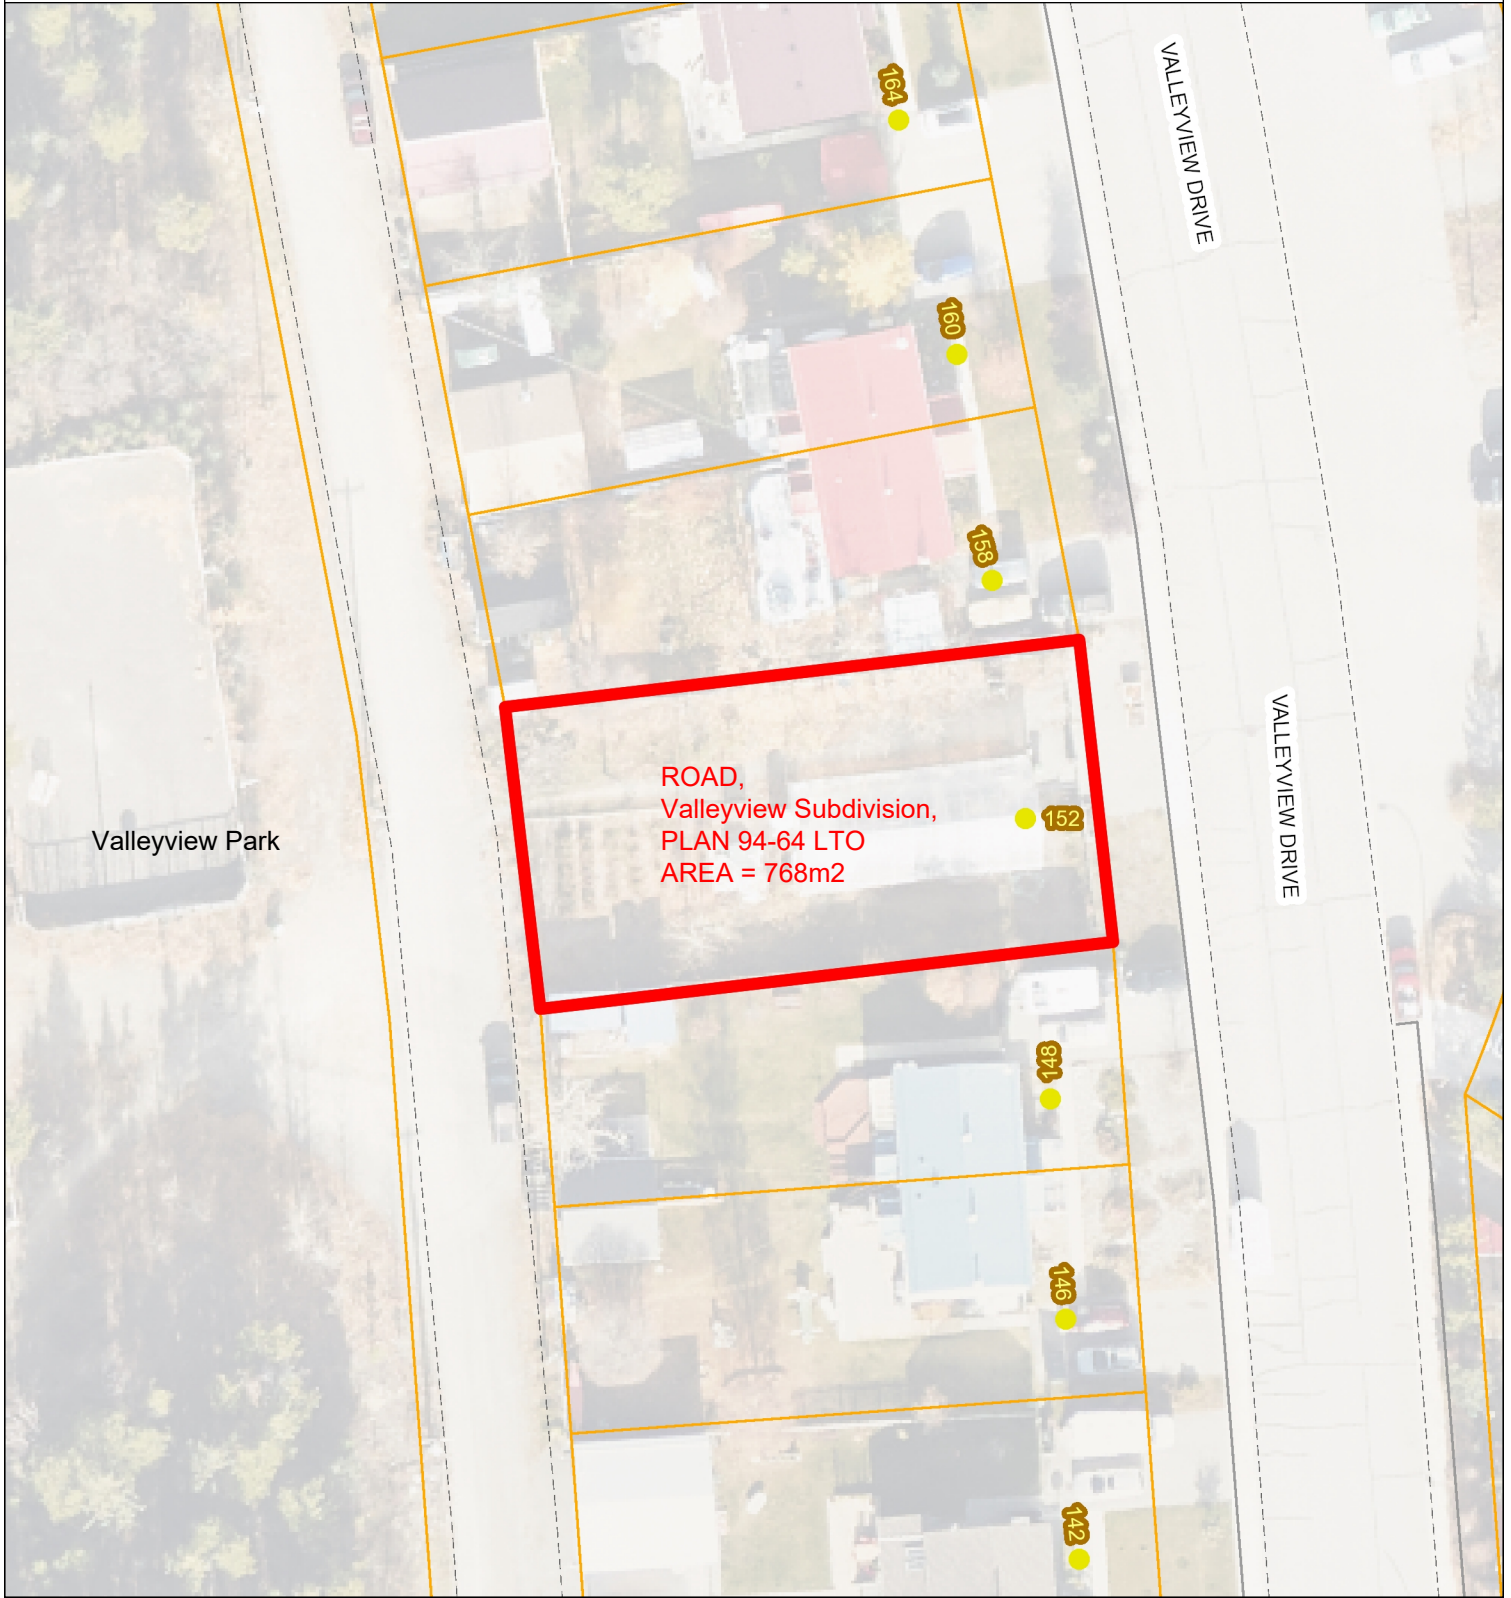 164
VALLEYVIEW DRIVE
160
158
ROAD,
Valleyview Subdivision,
PLAN 94-64 LTO
AREA = 768m2
152
VALLEYVIEW DRIVE
Valleyview Park
148
146
142